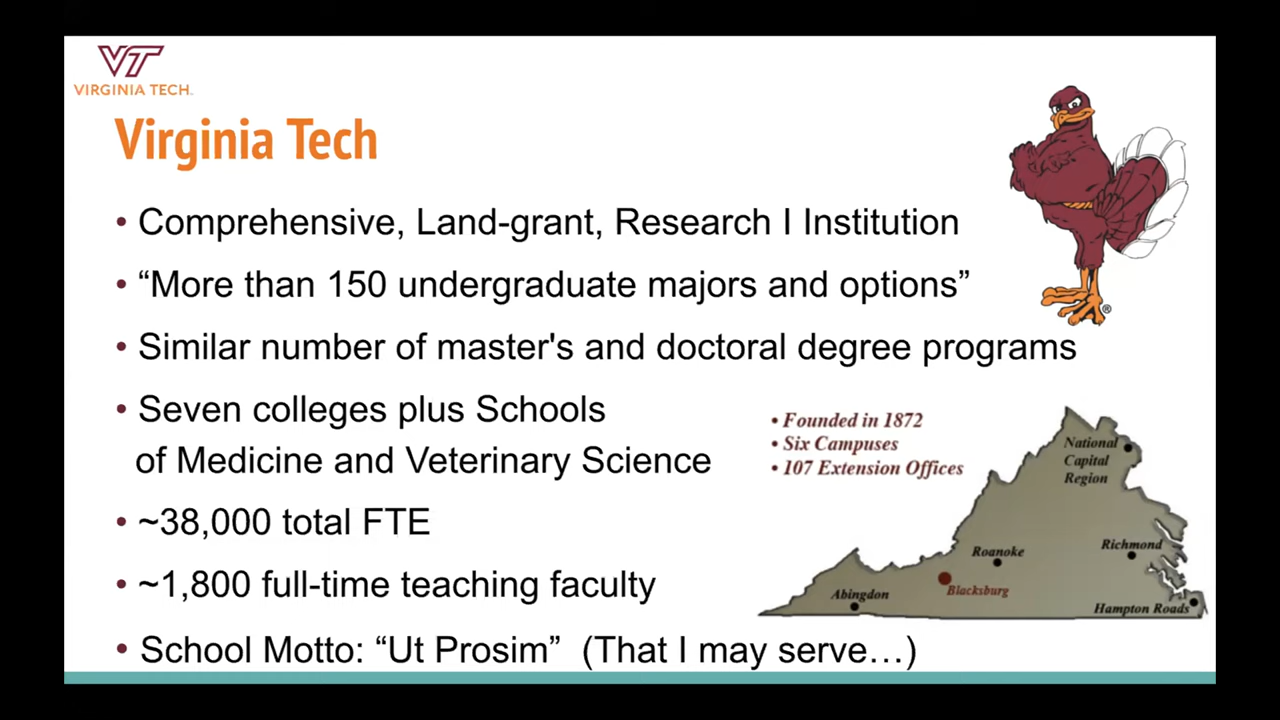 VT
VIRGINIA TECH.
Virginia Tech
• Comprehensive, Land-grant, Research I Institution
• “More than 150 undergraduate majors and options”
• Similar number of master's and doctoral degree programs
• Seven colleges plus Schools
of Medicine and Veterinary Science
• ~38,000 total FTE
• ~1,800 full-time teaching faculty
• School Motto: “Ut Prosim” (That I may serve…)
®
• Founded in 1872
• Six Campuses
• 107 Extension Offices
National
Capital
Region
Roanoke
Richmond
Blacksburg
Abingdon
Hampton Roads